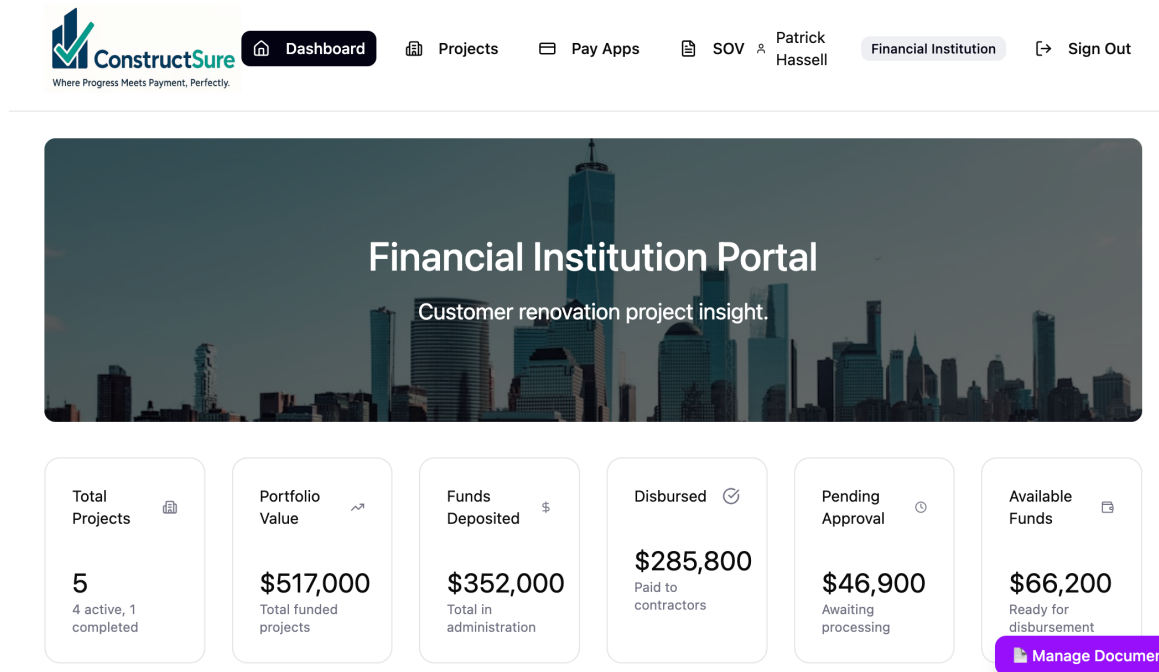 ConstructSure
Where Progress Meets Payment, Perfectly.
Dashboard
Projects
Pay Apps
SOV
Patrick
Hassell
Financial Institution
Sign Out
Financial Institution Portal
Customer renovation project insight.
Total
Projects
5
4 active, 1
completed
Portfolio
Value
$517,000
Total funded
projects
Funds
Deposited
$
$352,000
Total in
administration
Disbursed
$285,800
Paid to
contractors
Pending
Approval
$46,900
Awaiting
processing
Available
Funds
$66,200
Ready for
disbursement
Manage Documen